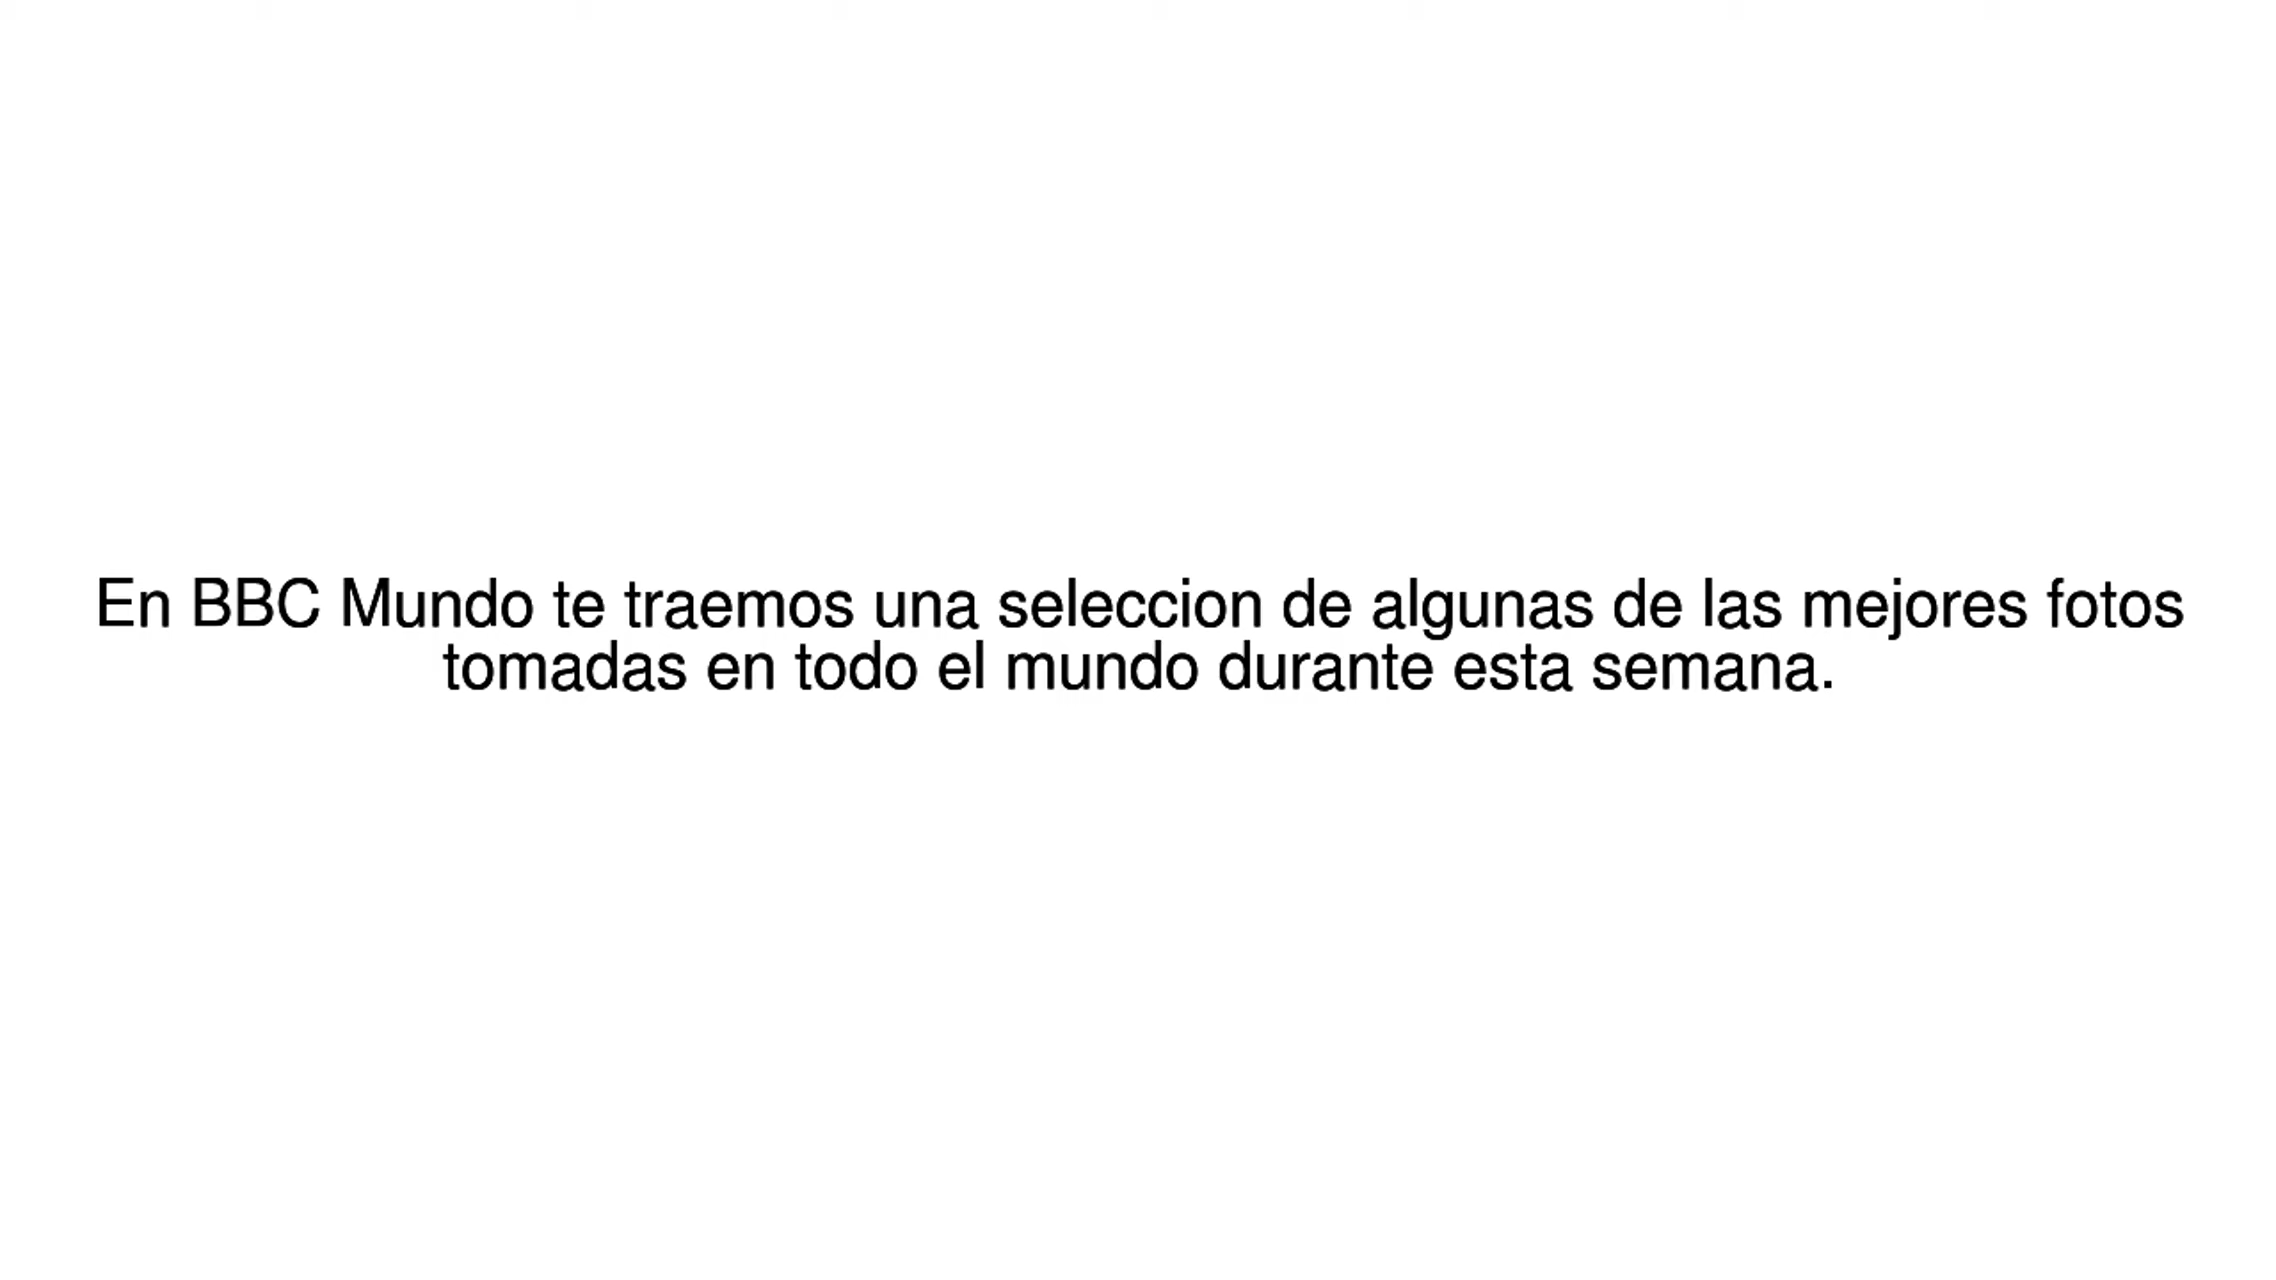 En BBC Mundo te traemos una seleccion de algunas de las mejores fotos
tomadas en todo el mundo durante esta semana.